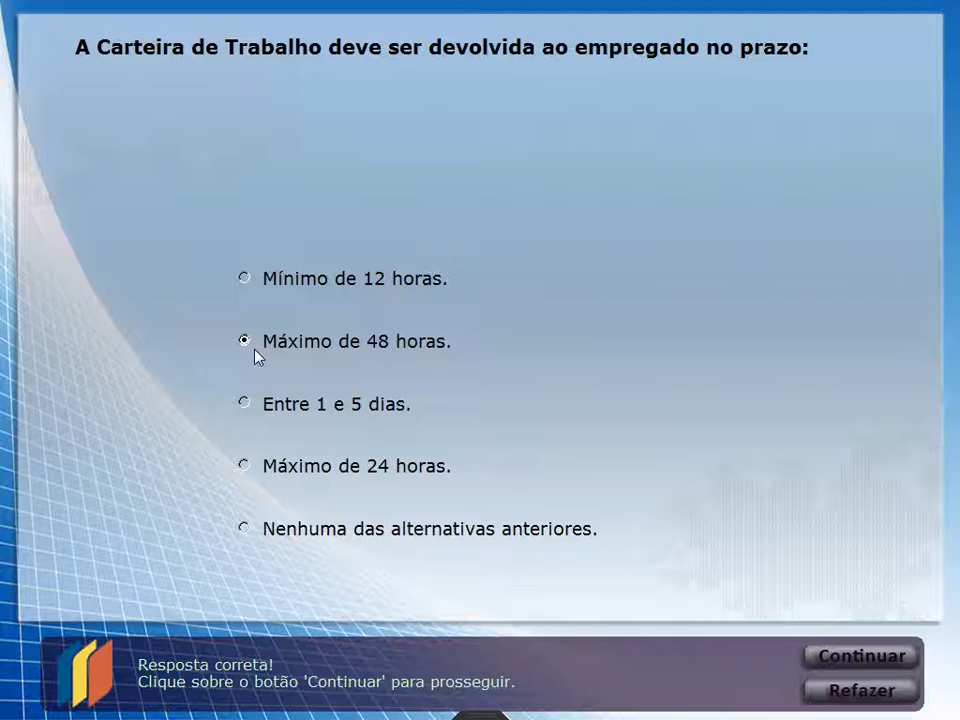 A Carteira de Trabalho deve ser devolvida ao empregado no prazo:
Mínimo de 12 horas.
Máximo de 48 horas.
Entre 1 e 5 dias.
Máximo de 24 horas.
Nenhuma das alternativas anteriores.
Resposta correta!
Clique sobre o botão 'Continuar' para prosseguir.
Continuar
Refazer